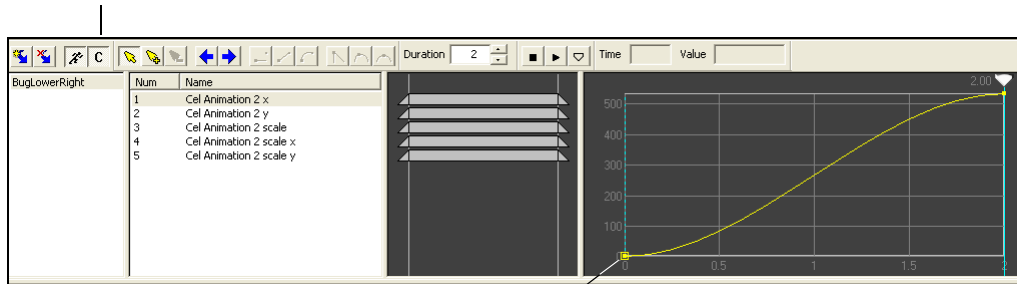 C Duration 2 Time Value
BugLowerRight Num Name 2.00
1 Cel Animation 2 x
2 Cel Animation 2 y
3 Cel Animation 2 scale
4 Cel Animation 2 scale x
5 Cel Animation 2 scale y
500
400
300
200
100
0 0.5 1 1.5 2